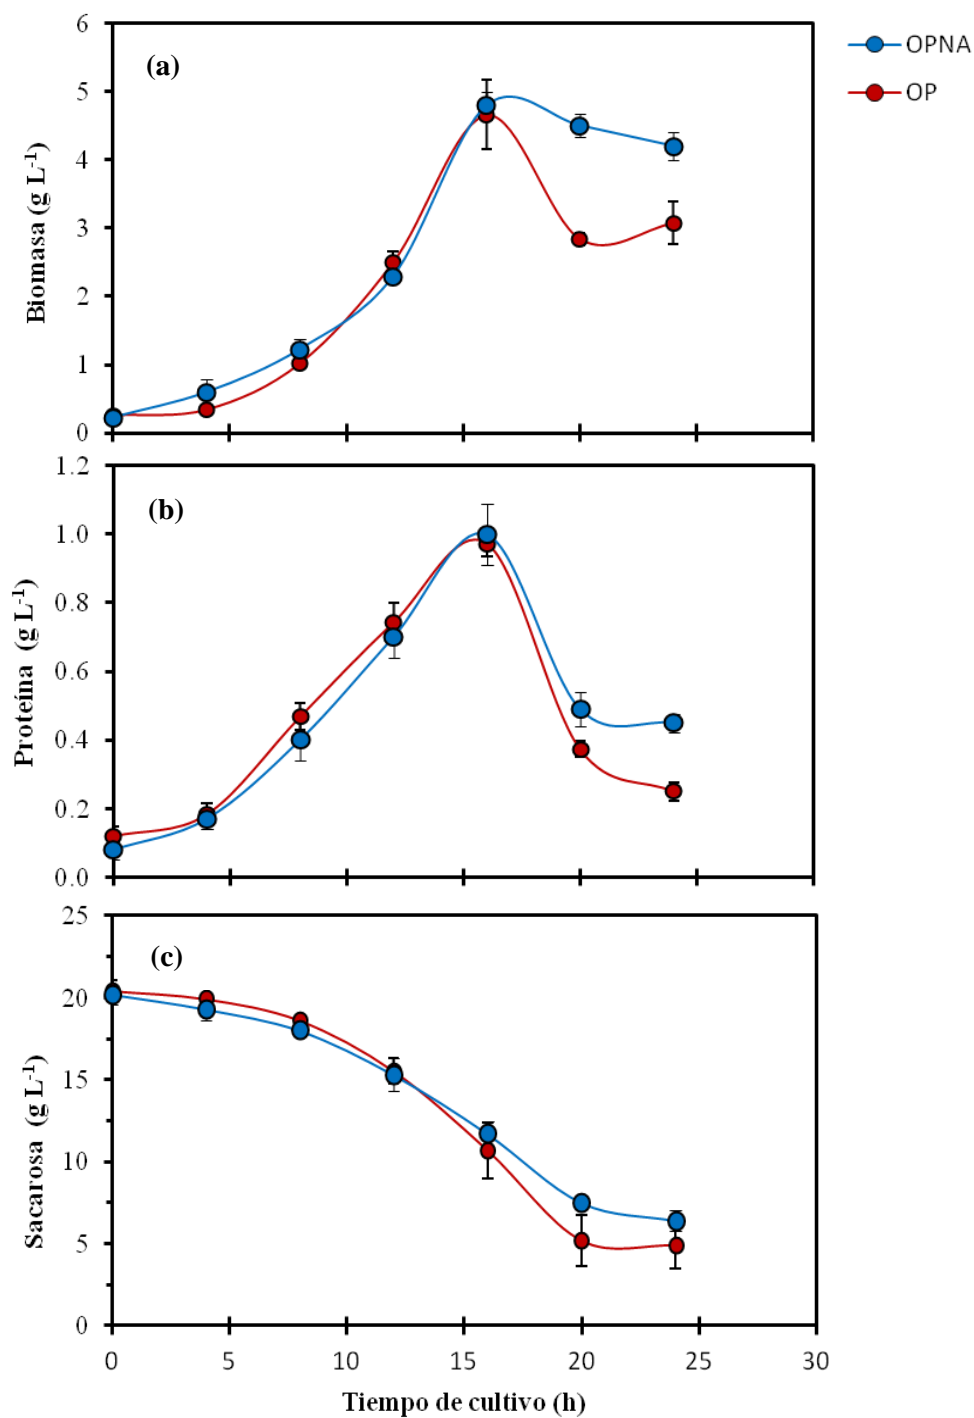 OPNA
OP
(a)
Biomasa (g L⁻¹)
6
5
4
3
2
1
0
(b)
Proteína (g L⁻¹)
1.2
1.0
0.8
0.6
0.4
0.2
0.0
(c)
Sacarosa (g L⁻¹)
25
20
15
10
5
0
0 5 10 15 20 25 30
Tiempo de cultivo (h)